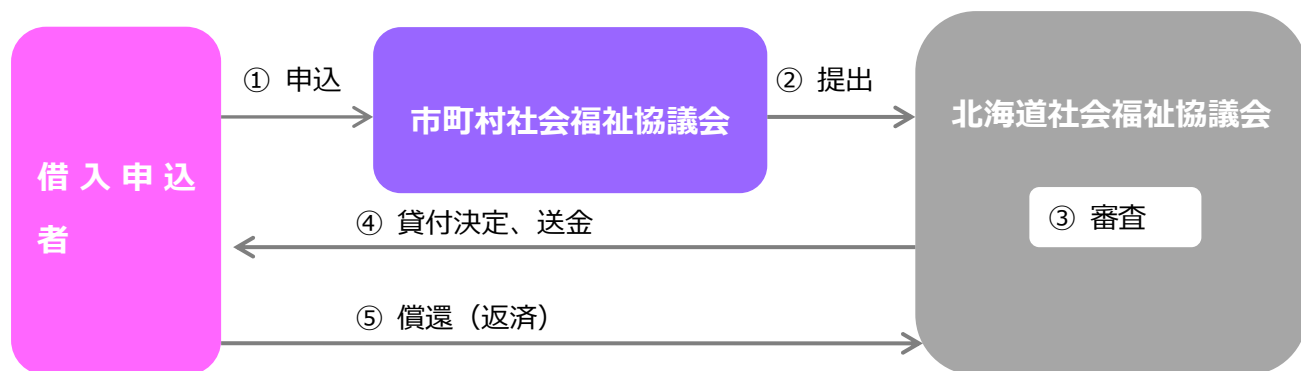 ① 申込
② 提出
市町村社会福祉協議会
北海道社会福祉協議会
借入申込
者
③ 審査
④ 貸付決定、送金
⑤ 償還（返済）